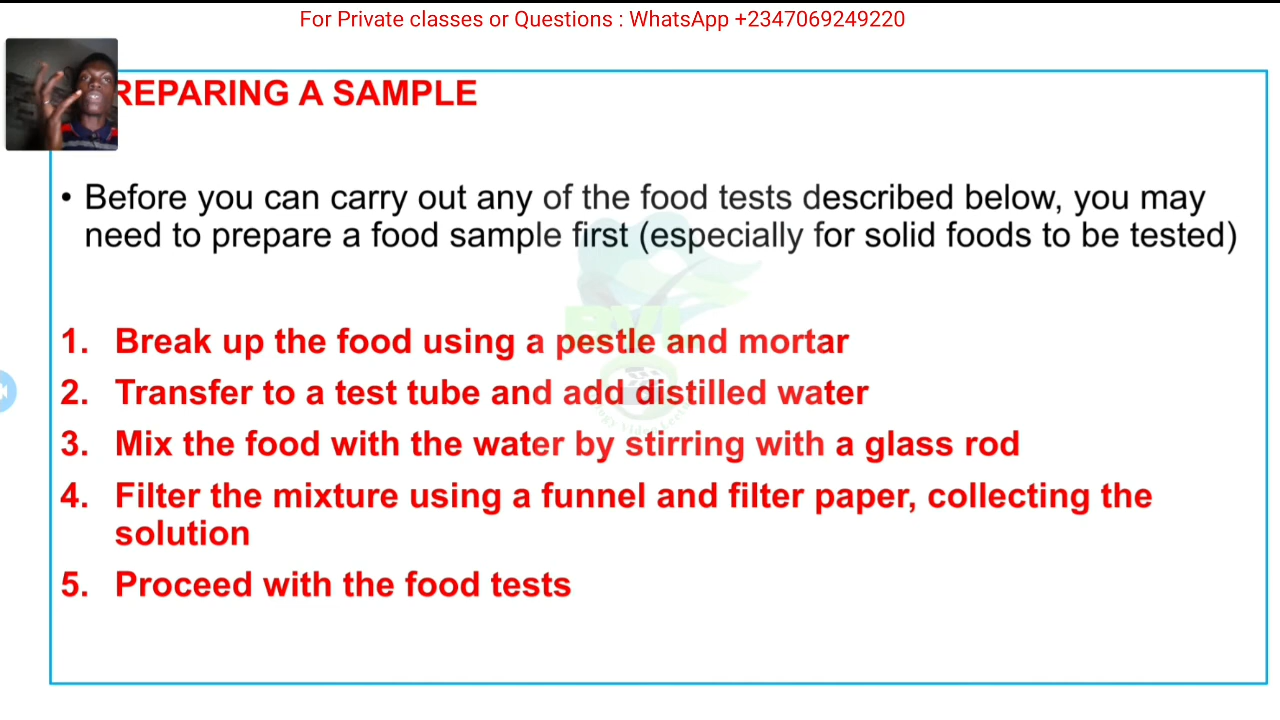 For Private classes or Questions : WhatsApp +2347069249220
REPARING A SAMPLE
• Before you can carry out any of the food tests described below, you may
need to prepare a food sample first (especially for solid foods to be tested)
1. Break up the food using a pestle and mortar
2. Transfer to a test tube and add distilled water
3. Mix the food with the water by stirring with a glass rod
4. Filter the mixture using a funnel and filter paper, collecting the
solution
5. Proceed with the food tests